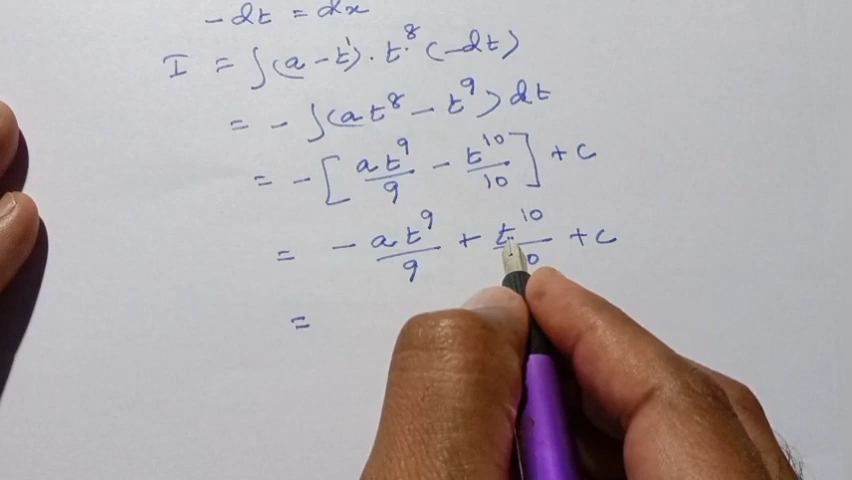 -dt = dx
I = ∫(a - t) · t⁸ (-dt)
= - ∫(at⁸ - t⁹) dt
= - [at⁹/9 - t¹⁰/10] + c
= - at⁹/9 + t¹⁰/10 + c
=